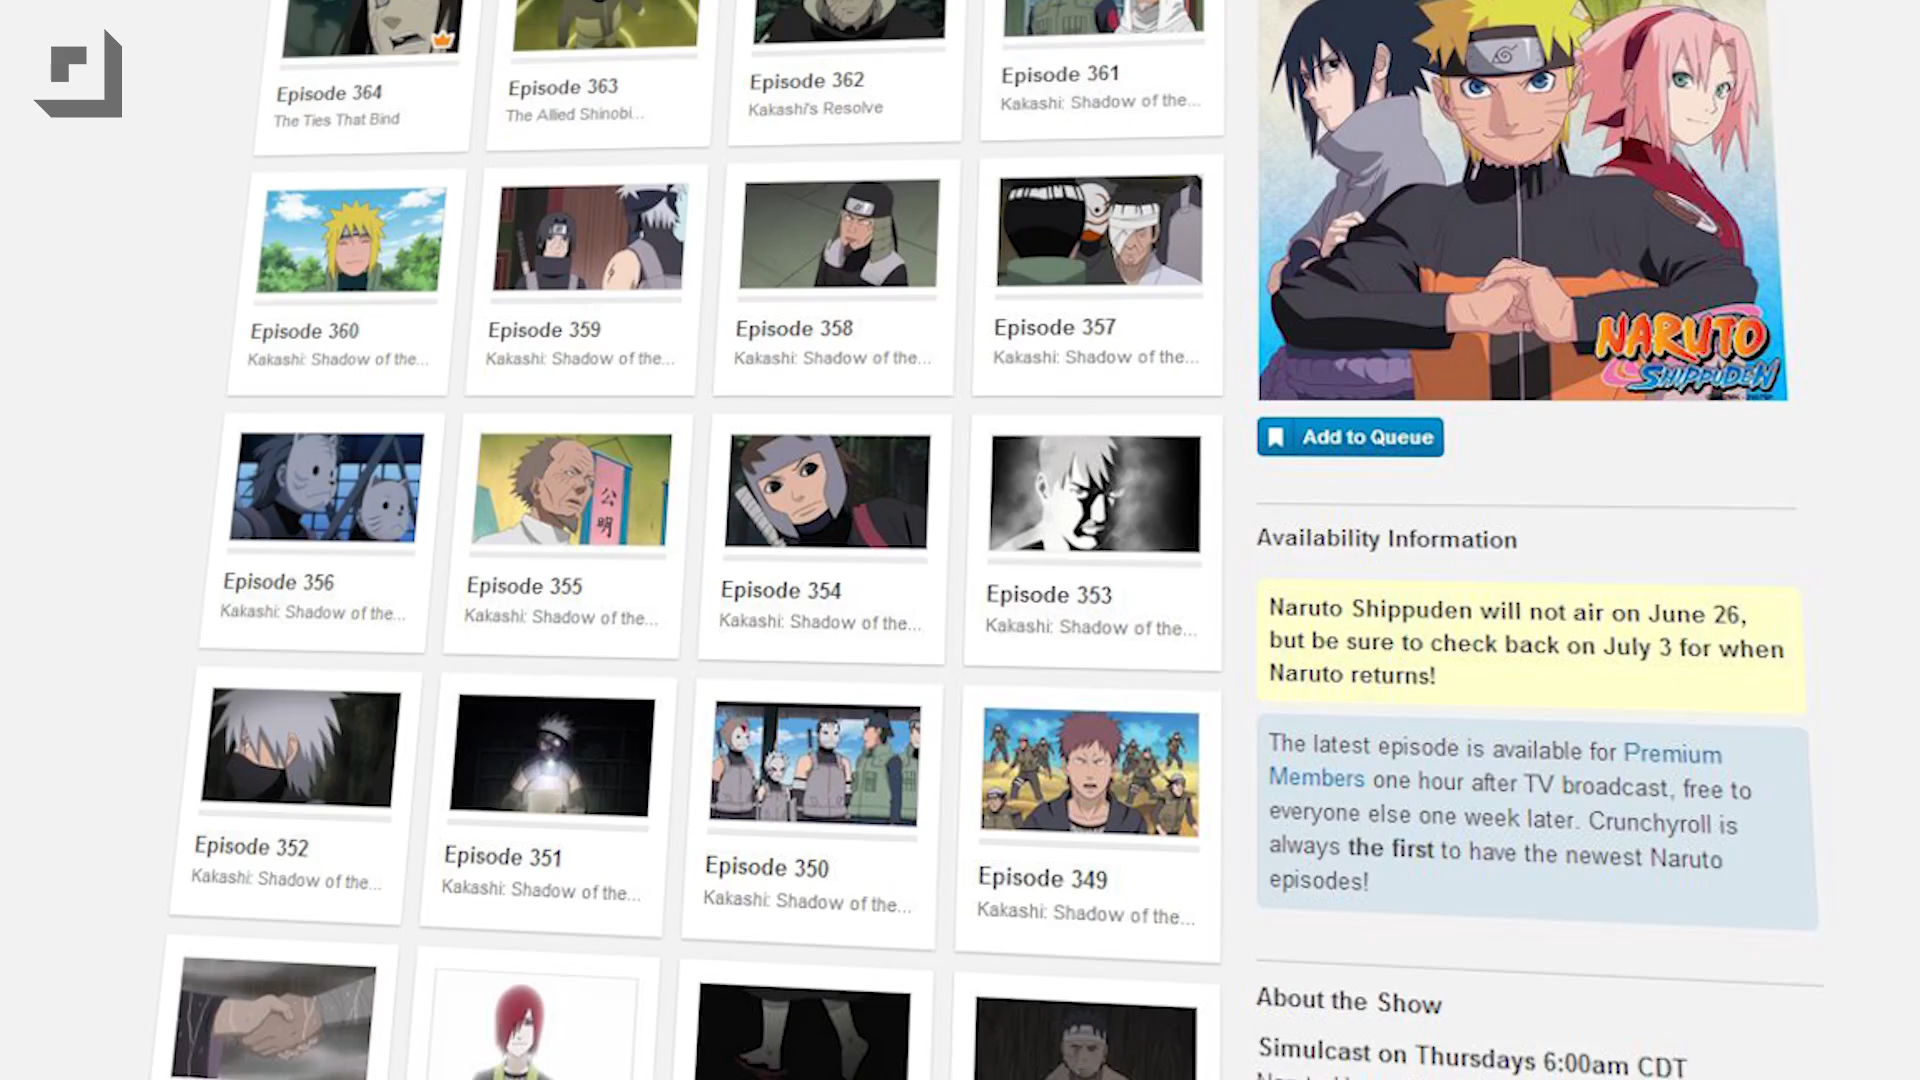 Episode 364
The Ties That Bind
Episode 363
The Allied Shinobi...
Episode 362
Kakashi's Resolve
Episode 361
Kakashi: Shadow of the...
Episode 360
Kakashi: Shadow of the...
Episode 359
Kakashi: Shadow of the...
Episode 358
Kakashi: Shadow of the...
Episode 357
Kakashi: Shadow of the...
公明
Episode 356
Kakashi: Shadow of the...
Episode 355
Kakashi: Shadow of the...
Episode 354
Kakashi: Shadow of the...
Episode 353
Kakashi: Shadow of the...
Episode 352
Kakashi: Shadow of the...
Episode 351
Kakashi: Shadow of the...
Episode 350
Kakashi: Shadow of the...
Episode 349
Kakashi: Shadow of the...
NARUTO
SHIPPUDEN
Add to Queue
Availability Information
Naruto Shippuden will not air on June 26,
but be sure to check back on July 3 for when
Naruto returns!
The latest episode is available for Premium
Members one hour after TV broadcast, free to
everyone else one week later. Crunchyroll is
always the first to have the newest Naruto
episodes!
About the Show
Simulcast on Thursdays 6:00am CDT